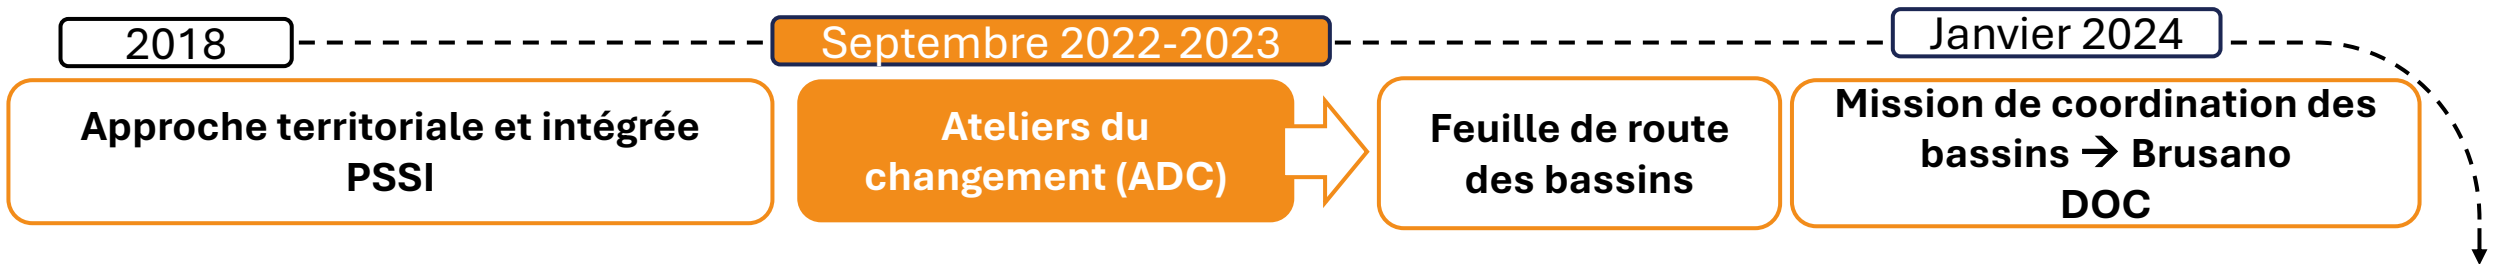 2018
Septembre 2022-2023
Janvier 2024
Approche territoriale et intégrée
PSSI
Ateliers du
changement (ADC)
Feuille de route
des bassins
Mission de coordination des
bassins → Brusano
DOC